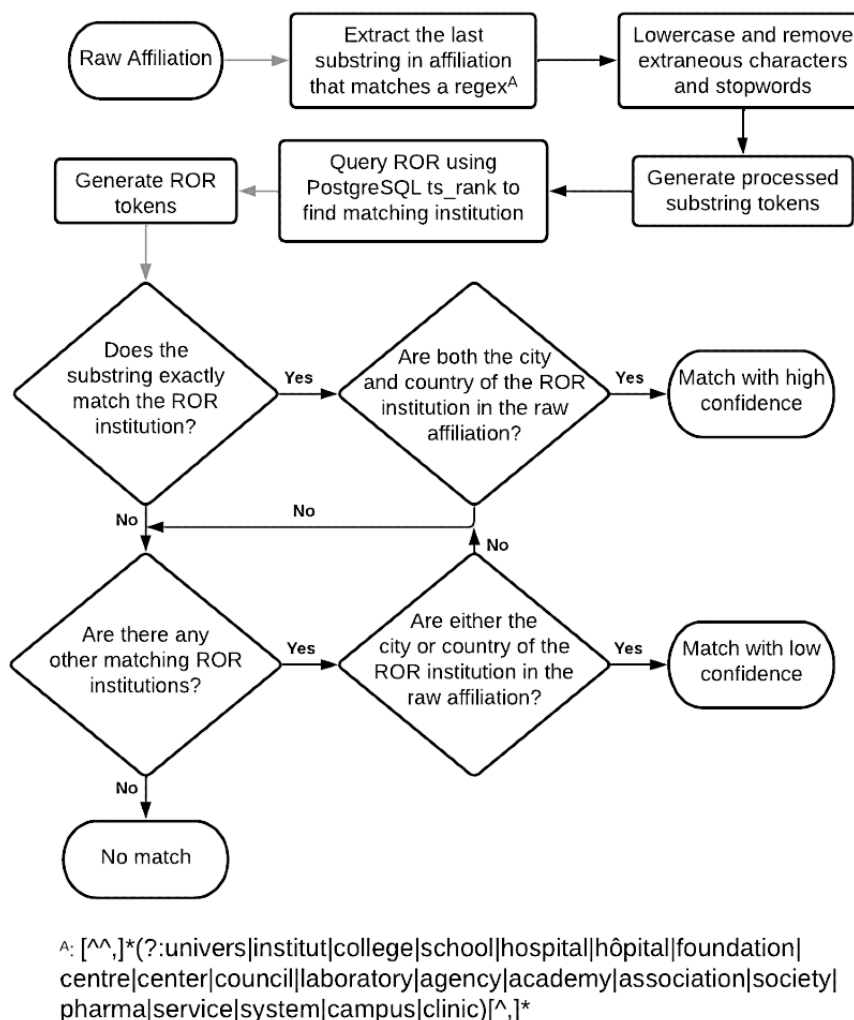 Raw Affiliation
Extract the last
substring in affiliation
that matches a regexA
Lowercase and remove
extraneous characters
and stopwords
Generate ROR
tokens
Query ROR using
PostgreSQL ts_rank to
find matching institution
Generate processed
substring tokens
Does the
substring exactly
match the ROR
institution?
Yes
Are both the city
and country of the ROR
institution in the raw
affiliation?
Yes
Match with high
confidence
No
No
No
Are there any
other matching ROR
institutions?
Yes
Are either the
city or country of the
ROR institution in the
raw affiliation?
Yes
Match with low
confidence
No
No match
A: [^^,]*(?:univers|institut|college|school|hospital|hôpital|foundation|
centre|center|council|laboratory|agency|academy|association|society|
pharma|service|system|campus|clinic)[^,]*